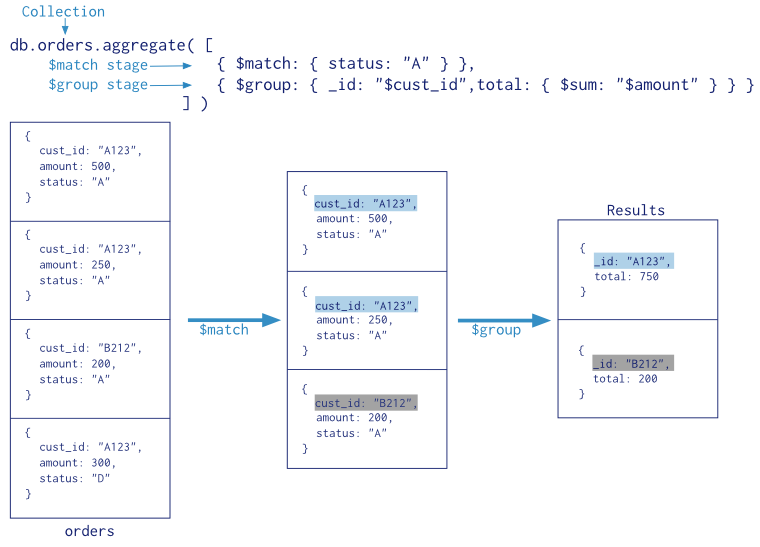 Collection
db.orders.aggregate( [
$match stage { $match: { status: "A" } },
$group stage { $group: { _id: "$cust_id",total: { $sum: "$amount" } } }
] )
{
cust_id: "A123",
amount: 500,
status: "A"
}
{
cust_id: "A123",
amount: 250,
status: "A"
}
{
cust_id: "B212",
amount: 200,
status: "A"
}
{
cust_id: "A123",
amount: 300,
status: "D"
}
orders
$match
{
cust_id: "A123",
amount: 500,
status: "A"
}
{
cust_id: "A123",
amount: 250,
status: "A"
}
{
cust_id: "B212",
amount: 200,
status: "A"
}
$group
Results
{
_id: "A123",
total: 750
}
{
_id: "B212",
total: 200
}